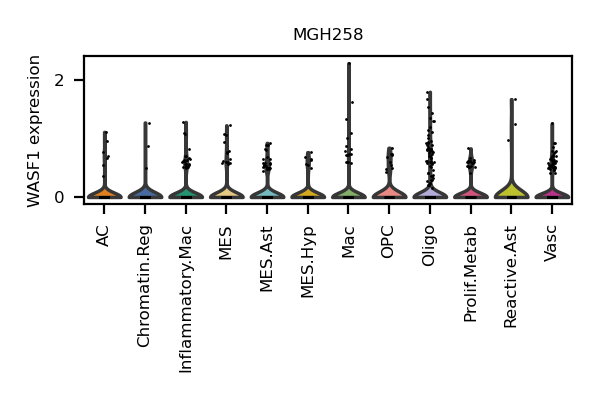 MGH258
WASF1 expression
2
0
AC
Chromatin.Reg
Inflammatory.Mac
MES
MES.Ast
MES.Hyp
Mac
OPC
Oligo
Prolif.Metab
Reactive.Ast
Vasc